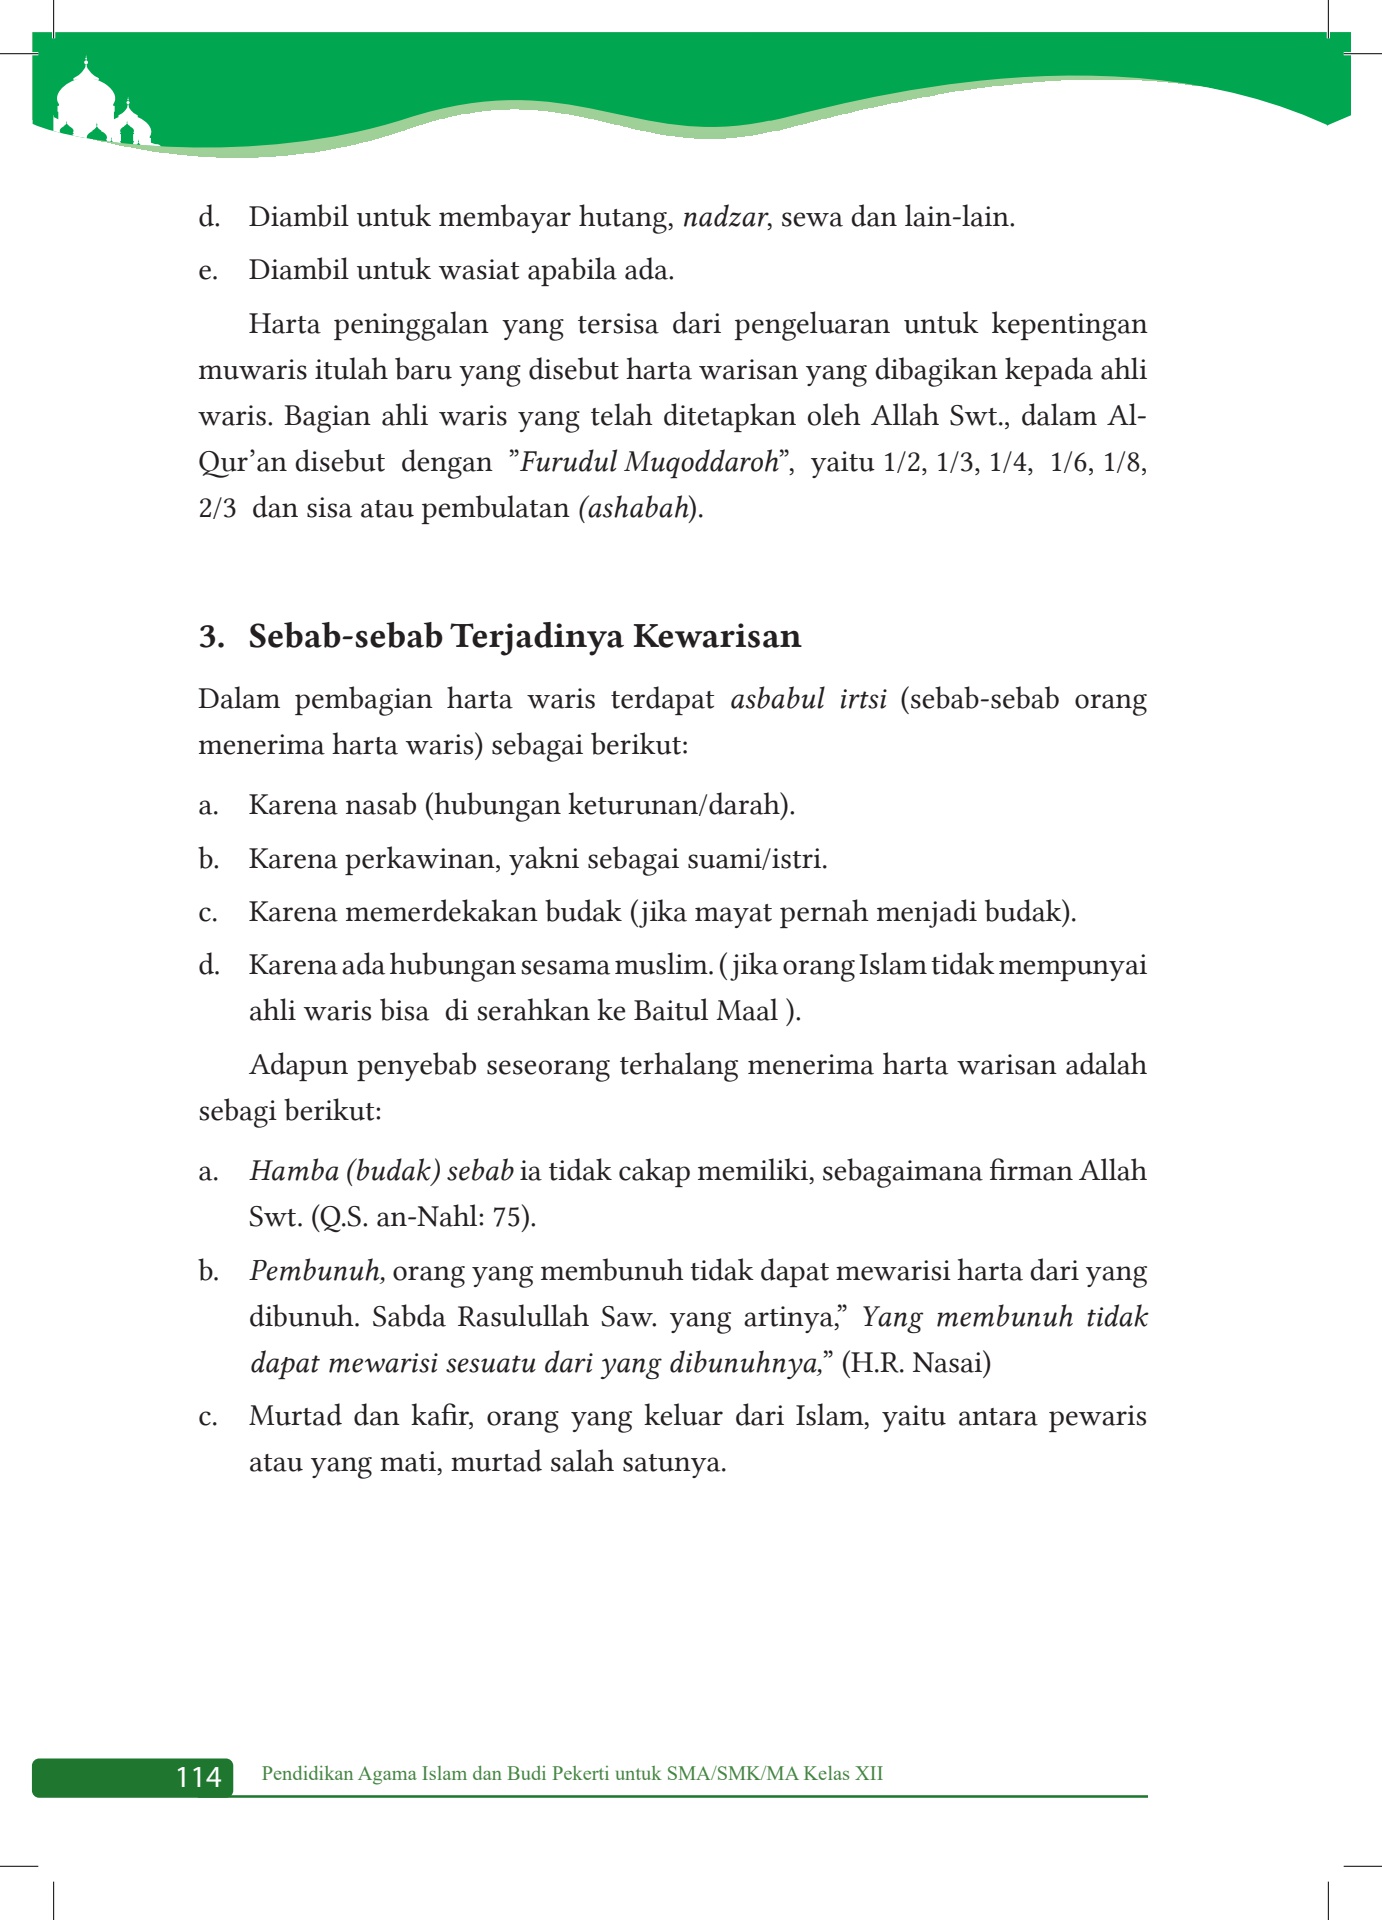 d. Diambil untuk membayar hutang, nadzar, sewa dan lain-lain.
e. Diambil untuk wasiat apabila ada.
Harta peninggalan yang tersisa dari pengeluaran untuk kepentingan
muwaris itulah baru yang disebut harta warisan yang dibagikan kepada ahli
waris. Bagian ahli waris yang telah ditetapkan oleh Allah Swt., dalam Al-
Qur’an disebut dengan ”Furudul Muqoddaroh”, yaitu 1/2, 1/3, 1/4, 1/6, 1/8,
2/3 dan sisa atau pembulatan (ashabah).
3. Sebab-sebab Terjadinya Kewarisan
Dalam pembagian harta waris terdapat asbabul irtsi (sebab-sebab orang
menerima harta waris) sebagai berikut:
a. Karena nasab (hubungan keturunan/darah).
b. Karena perkawinan, yakni sebagai suami/istri.
c. Karena memerdekakan budak (jika mayat pernah menjadi budak).
d. Karena ada hubungan sesama muslim. ( jika orang Islam tidak mempunyai
ahli waris bisa di serahkan ke Baitul Maal ).
Adapun penyebab seseorang terhalang menerima harta warisan adalah
sebagi berikut:
a. Hamba (budak) sebab ia tidak cakap memiliki, sebagaimana firman Allah
Swt. (Q.S. an-Nahl: 75).
b. Pembunuh, orang yang membunuh tidak dapat mewarisi harta dari yang
dibunuh. Sabda Rasulullah Saw. yang artinya,” Yang membunuh tidak
dapat mewarisi sesuatu dari yang dibunuhnya,” (H.R. Nasai)
c. Murtad dan kafir, orang yang keluar dari Islam, yaitu antara pewaris
atau yang mati, murtad salah satunya.
114 Pendidikan Agama Islam dan Budi Pekerti untuk SMA/SMK/MA Kelas XII